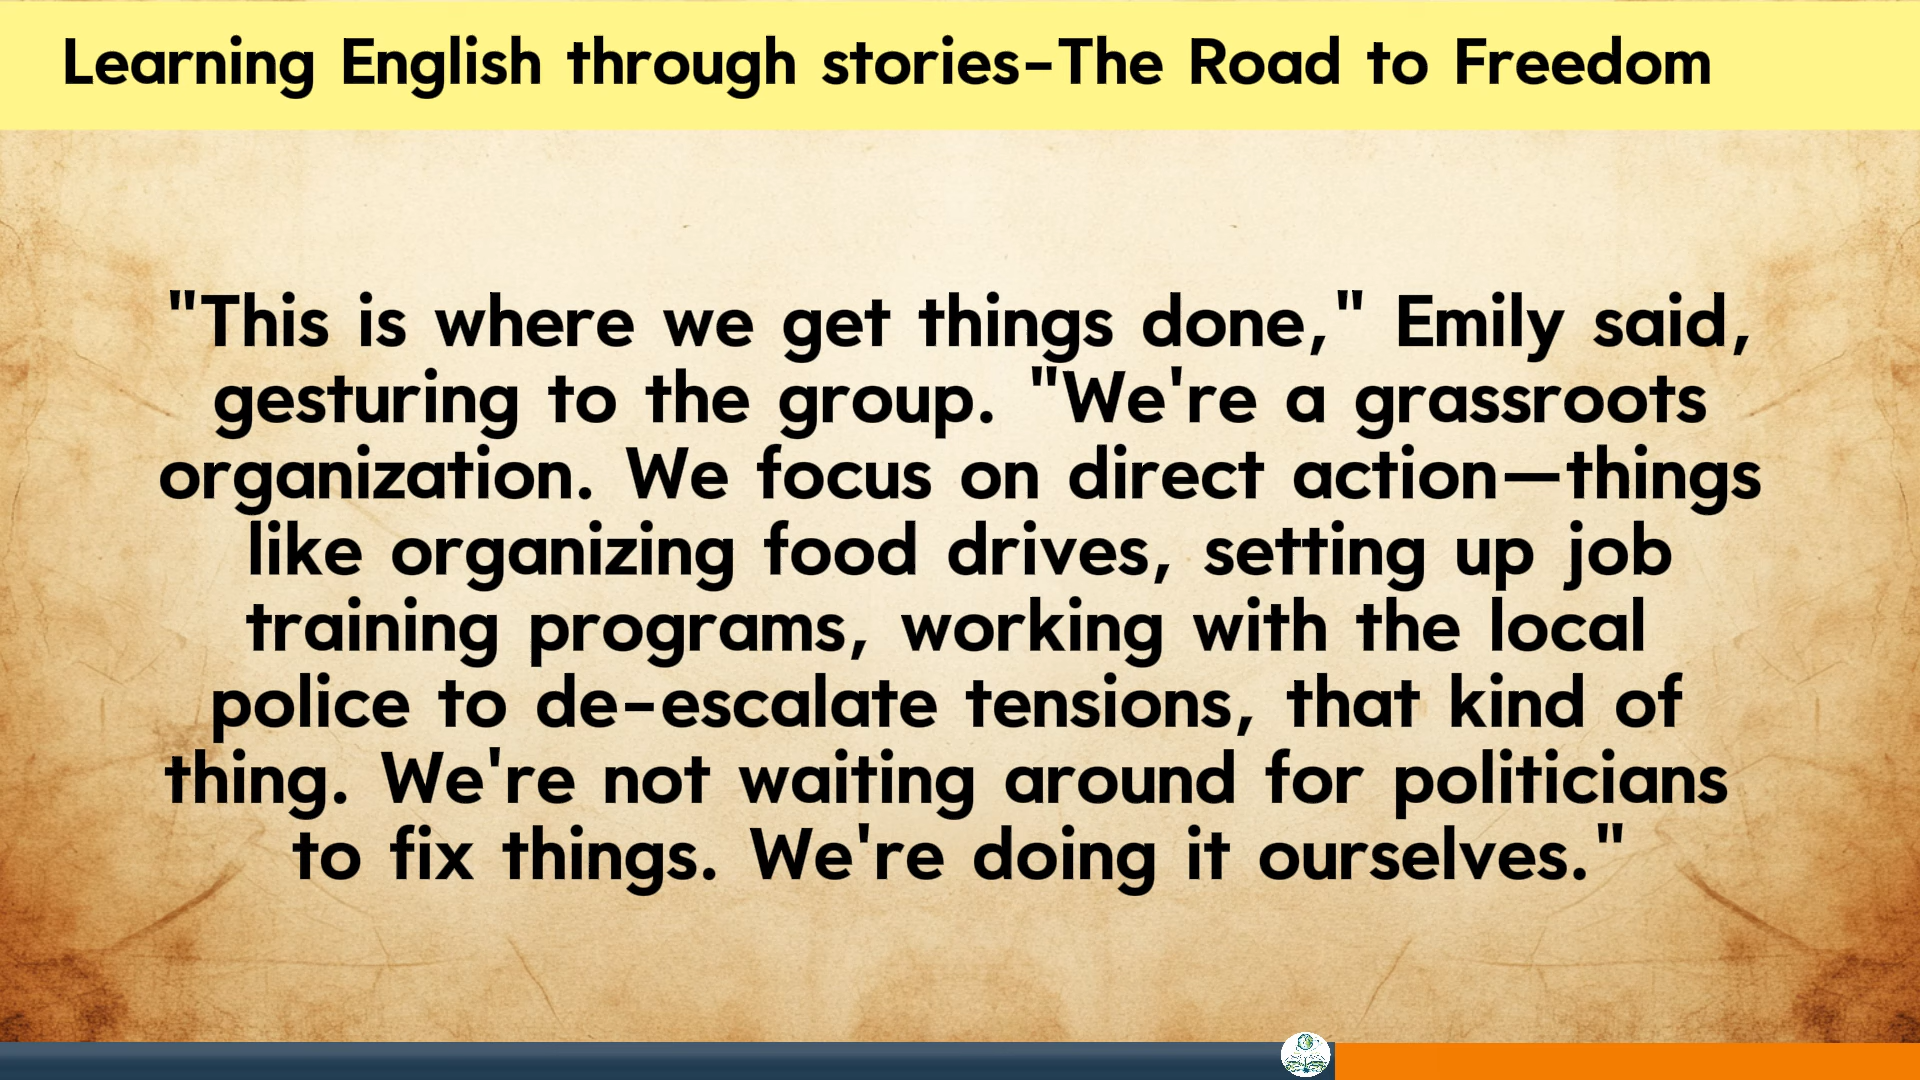 Learning English through stories-The Road to Freedom
"This is where we get things done," Emily said,
gesturing to the group. "We're a grassroots
organization. We focus on direct action—things
like organizing food drives, setting up job
training programs, working with the local
police to de-escalate tensions, that kind of
thing. We're not waiting around for politicians
to fix things. We're doing it ourselves."